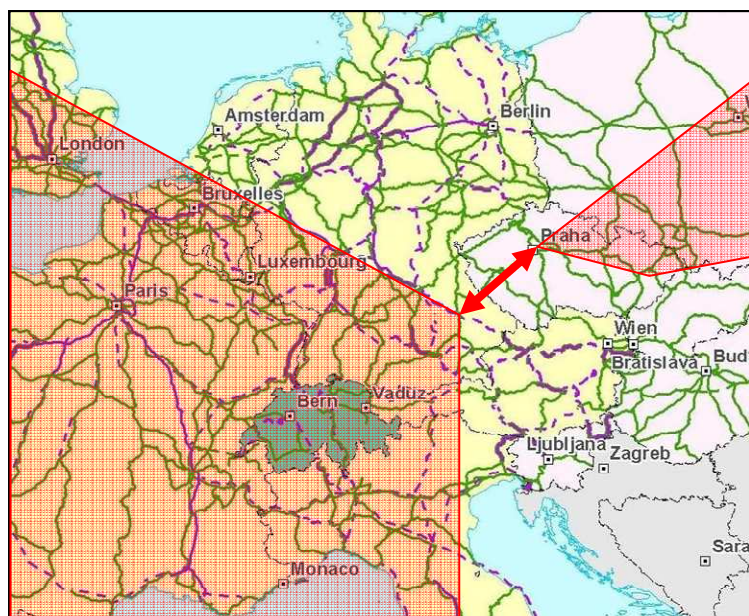 Amsterdam
Berlin
London
Bruxelles
Praha
Luxembourg
Paris
Wien
Bratislava
Bud
Bern
Vaduz
Ljubljana
Zagreb
Sara
Monaco